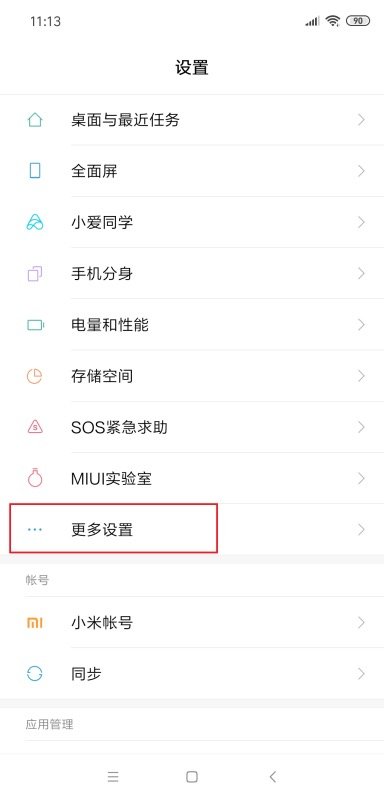 11:13
90
设置
桌面与最近任务
全面屏
小爱同学
手机分身
电量和性能
存储空间
SOS紧急求助
MIUI实验室
更多设置
帐号
小米帐号
同步
应用管理